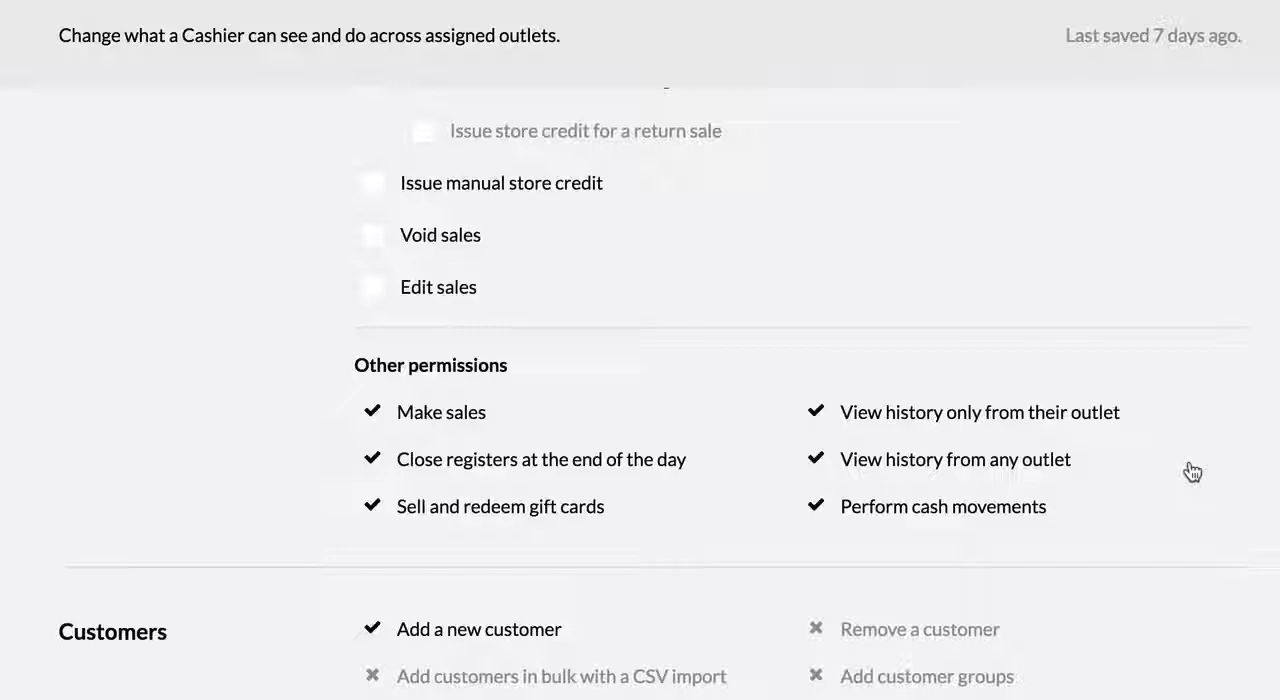 Change what a Cashier can see and do across assigned outlets.
Last saved 7 days ago.
Issue store credit for a return sale
Issue manual store credit
Void sales
Edit sales
Other permissions
Make sales
View history only from their outlet
Close registers at the end of the day
View history from any outlet
Sell and redeem gift cards
Perform cash movements
Customers
Add a new customer
Remove a customer
Add customers in bulk with a CSV import
Add customer groups